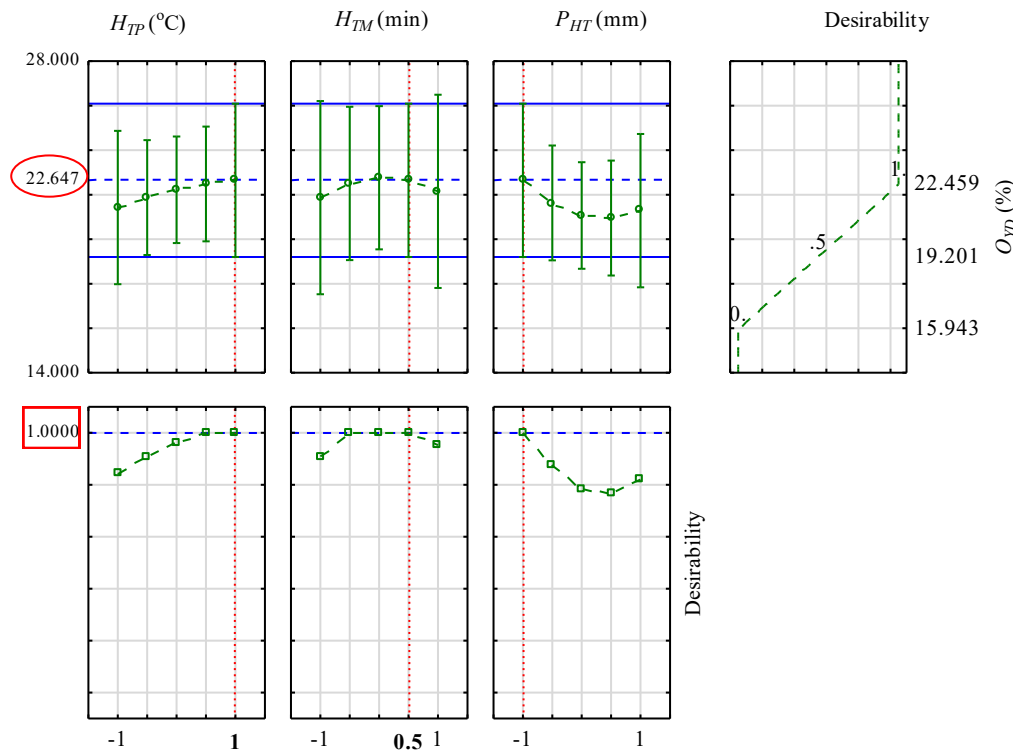 H_TP (°C) H_TM (min) P_HT (mm) Desirability
28.000
22.647
14.000
1.
.5
0.
22.459
19.201
15.943
O_YD (%)
1.0000
Desirability
-1 1 -1 0.5 1 -1 1